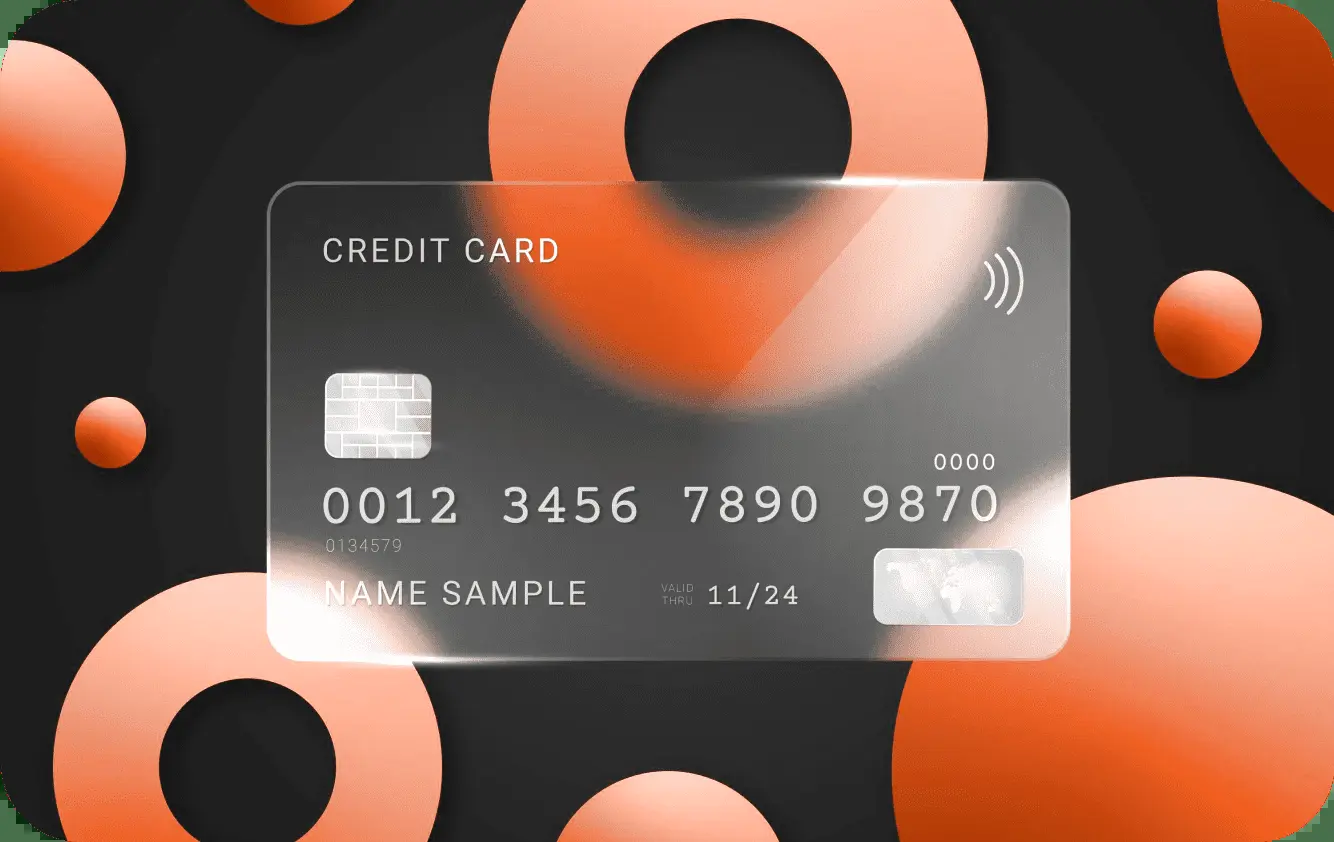 CREDIT CARD
0000
0012 3456 7890 9870
0134579
NAME SAMPLE
VALID
THRU
11/24